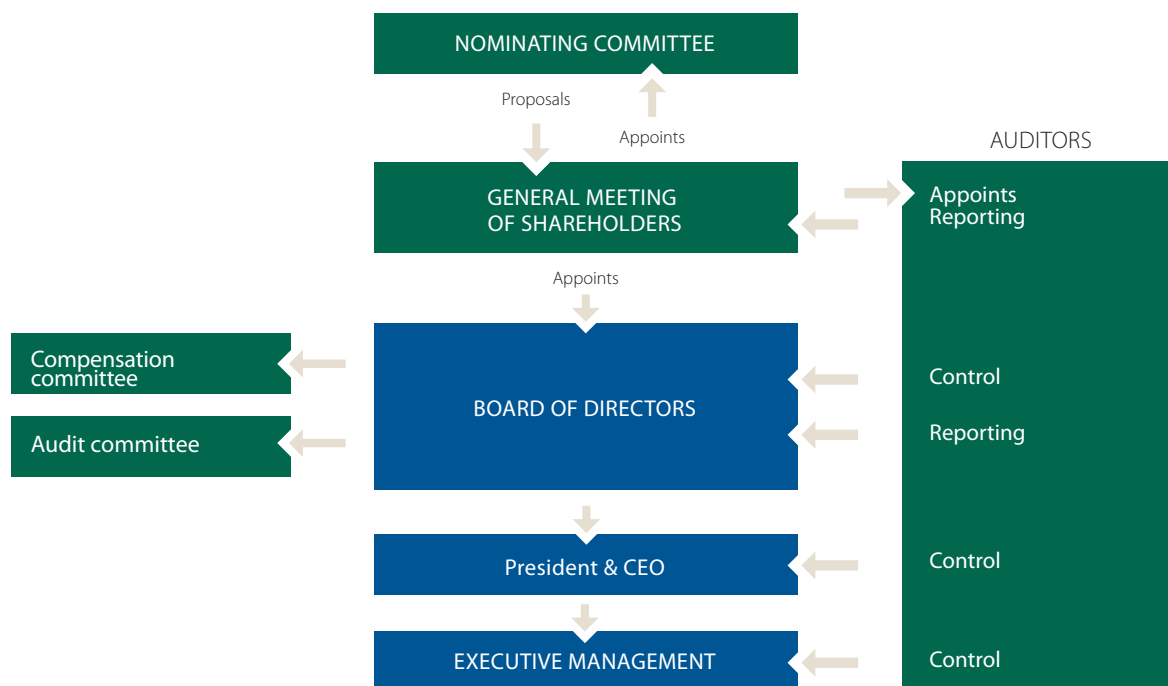 NOMINATING COMMITTEE
Proposals
Appoints
AUDITORS
GENERAL MEETING
OF SHAREHOLDERS
Appoints
Reporting
Appoints
Compensation
committee
Control
BOARD OF DIRECTORS
Audit committee
Reporting
President & CEO
Control
EXECUTIVE MANAGEMENT
Control